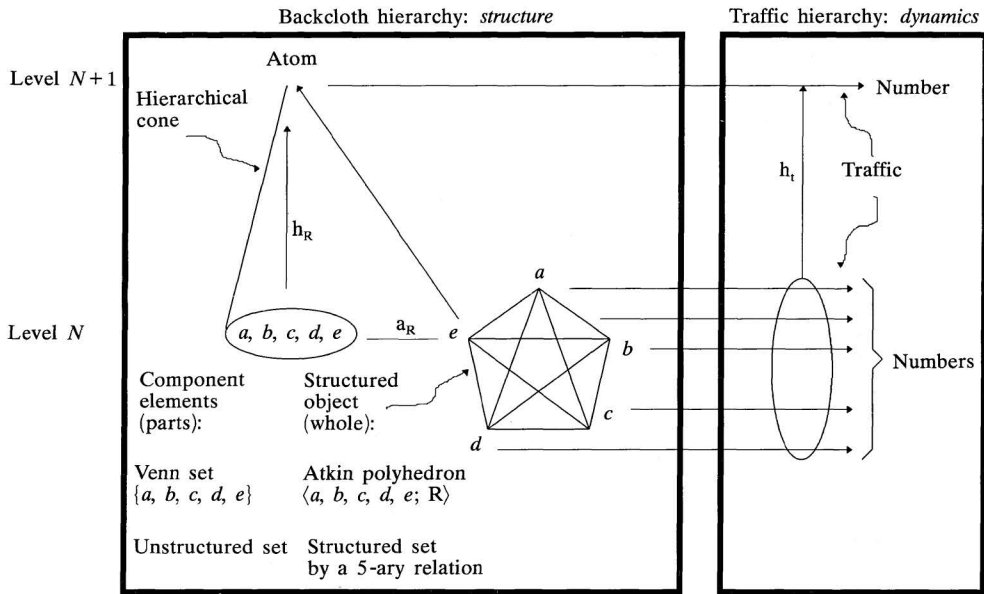 Backcloth hierarchy: structure
Traffic hierarchy: dynamics
Level N+1
Atom
Number
Hierarchical
cone
h_R
h_t
Traffic
a
Level N
a, b, c, d, e
a_R
e
b
Numbers
Component
elements
(parts):
Structured
object
(whole):
c
d
Venn set
{a, b, c, d, e}
Atkin polyhedron
⟨a, b, c, d, e; R⟩
Unstructured set
Structured set
by a 5-ary relation